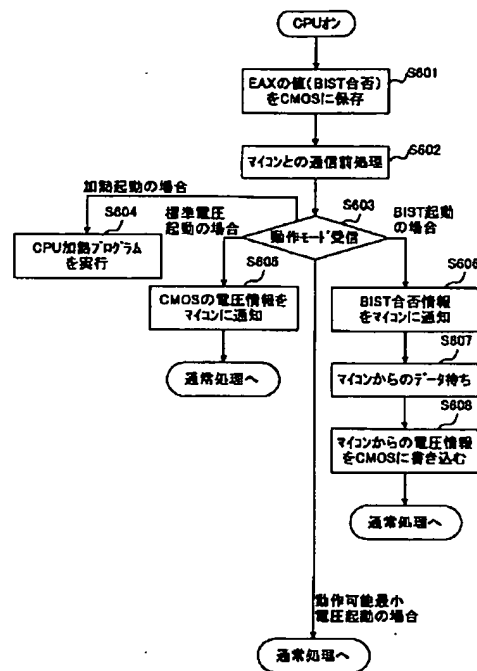 CPUオン
S601
EAXの値(BIST合否)
をCMOSに保存
S602
マイコンとの通信前処理
加熱起動の場合
S604
CPU加熱プログラム
を実行
標準電圧
起動の場合
S603
動作モード受信
BIST起動
の場合
S605
CMOSの電圧情報を
マイコンに通知
通常処理へ
S606
BIST合否情報
をマイコンに通知
S607
マイコンからのデータ待ち
S608
マイコンからの電圧情報
をCMOSに書き込む
通常処理へ
動作可能最小
電圧起動の場合
通常処理へ